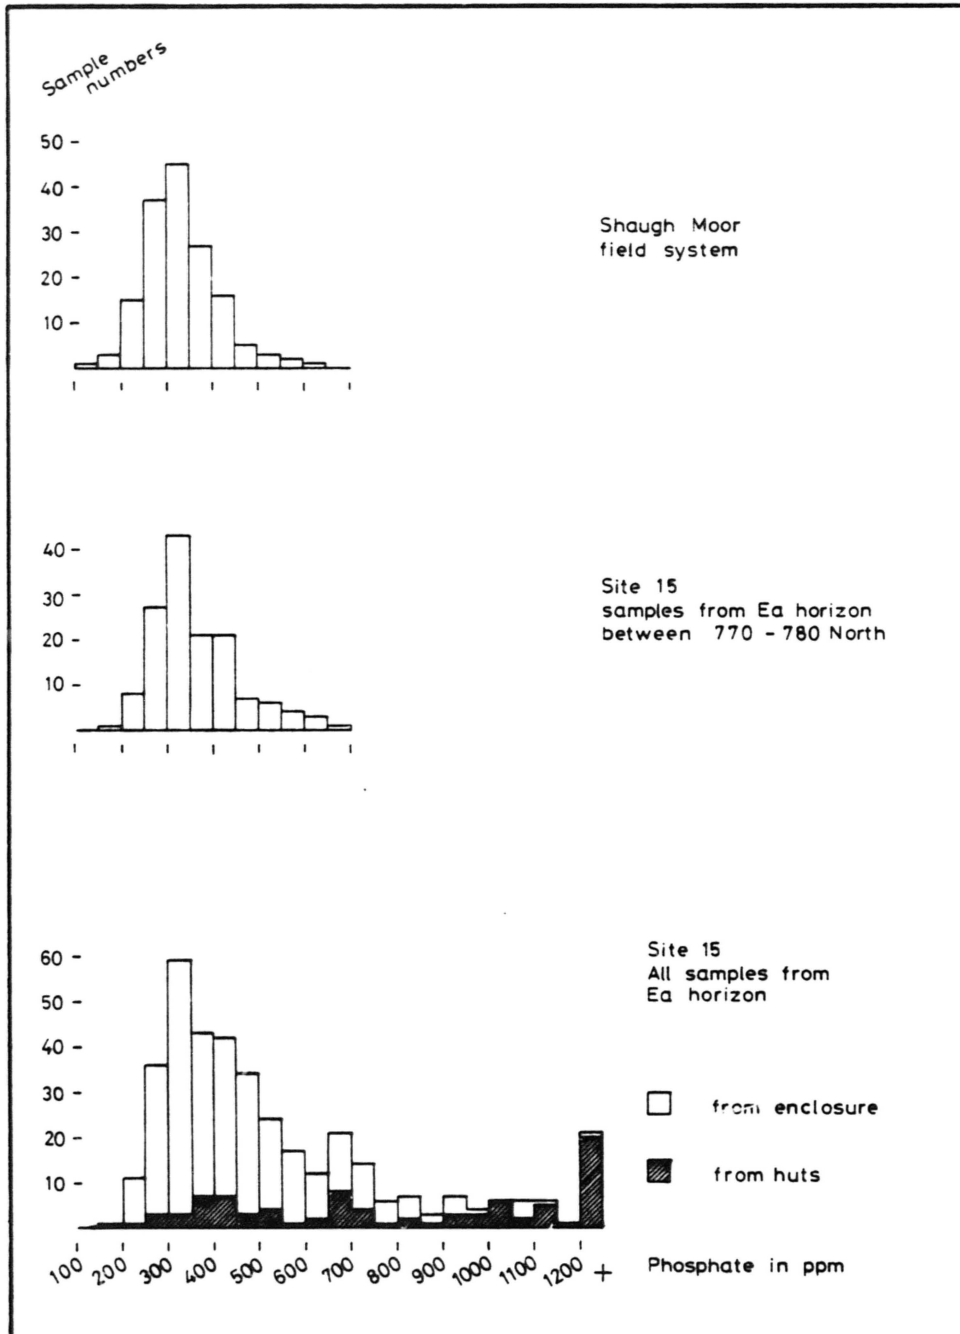 Sample
numbers
50
40
30
20
10
Shaugh Moor
field system
40
30
20
10
Site 15
samples from Ea horizon
between 770 - 780 North
60
50
40
30
20
10
Site 15
All samples from
Ea horizon
from enclosure
from huts
100 200 300 400 500 600 700 800 900 1000 1100 1200 +
Phosphate in ppm